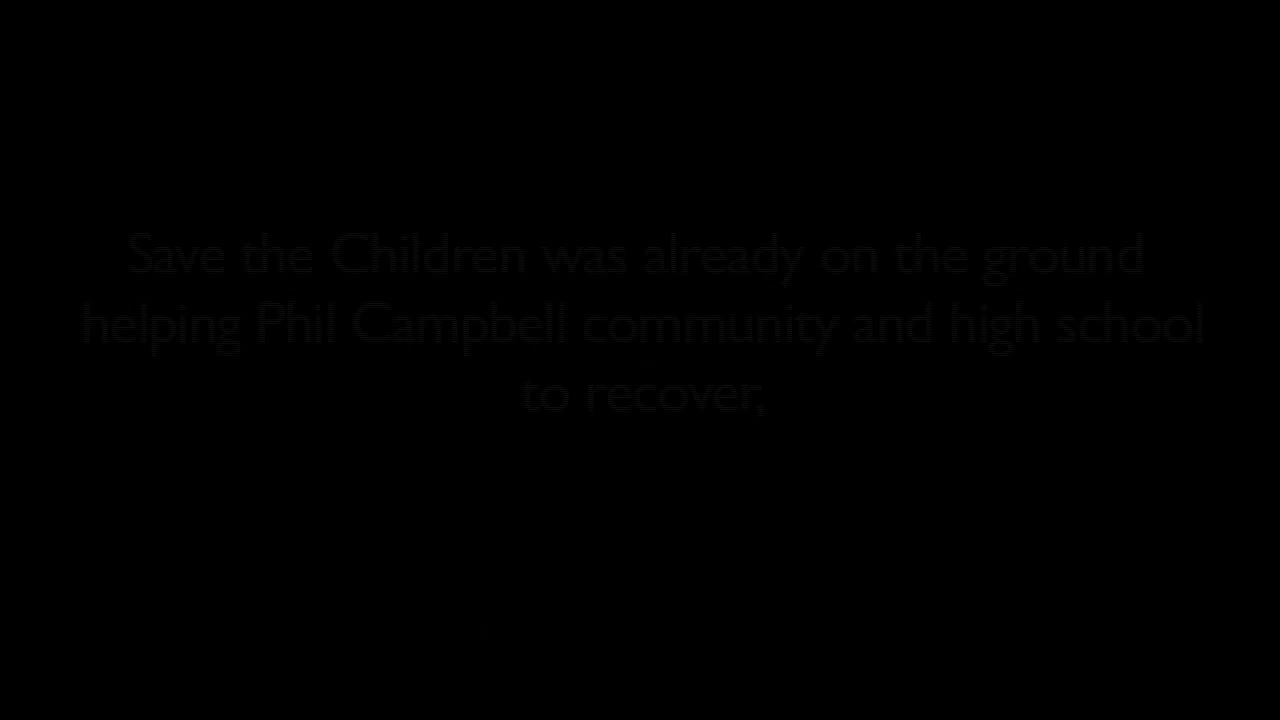 Save the Children was already on the ground
helping Phil Campbell community and high school
to recover,